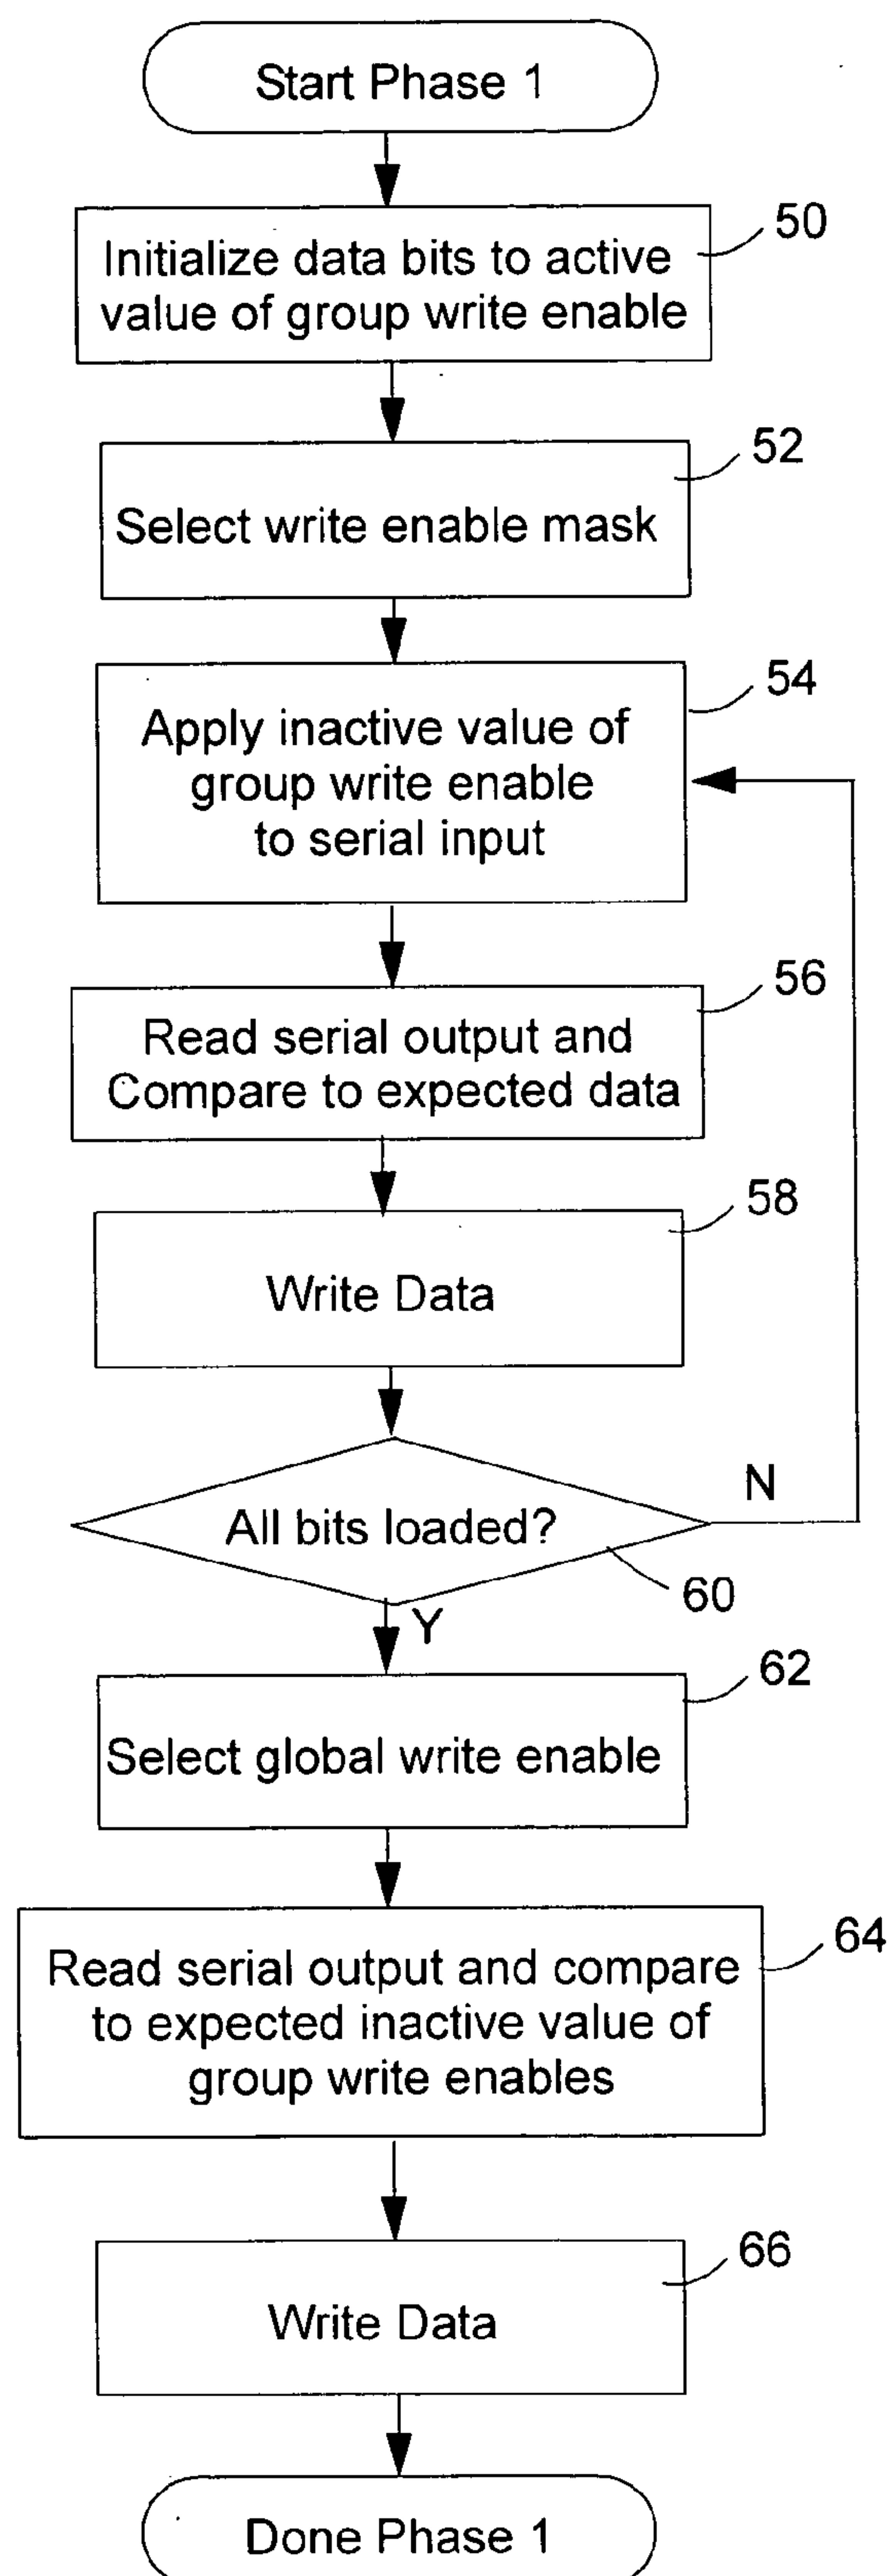 Start Phase 1
50
Initialize data bits to active
value of group write enable
52
Select write enable mask
54
Apply inactive value of
group write enable
to serial input
56
Read serial output and
Compare to expected data
58
Write Data
All bits loaded?
N
60
Y
62
Select global write enable
64
Read serial output and compare
to expected inactive value of
group write enables
66
Write Data
Done Phase 1